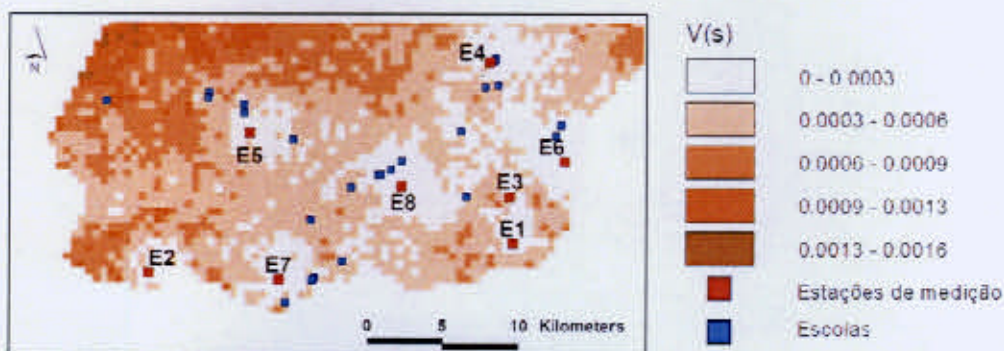 N
E4
E5
E6
E3
E8
E1
E2
E7
0 5 10 Kilometers
V(s)
0 - 0.0003
0.0003 - 0.0006
0.0006 - 0.0009
0.0009 - 0.0013
0.0013 - 0.0016
Estações de medição
Escolas